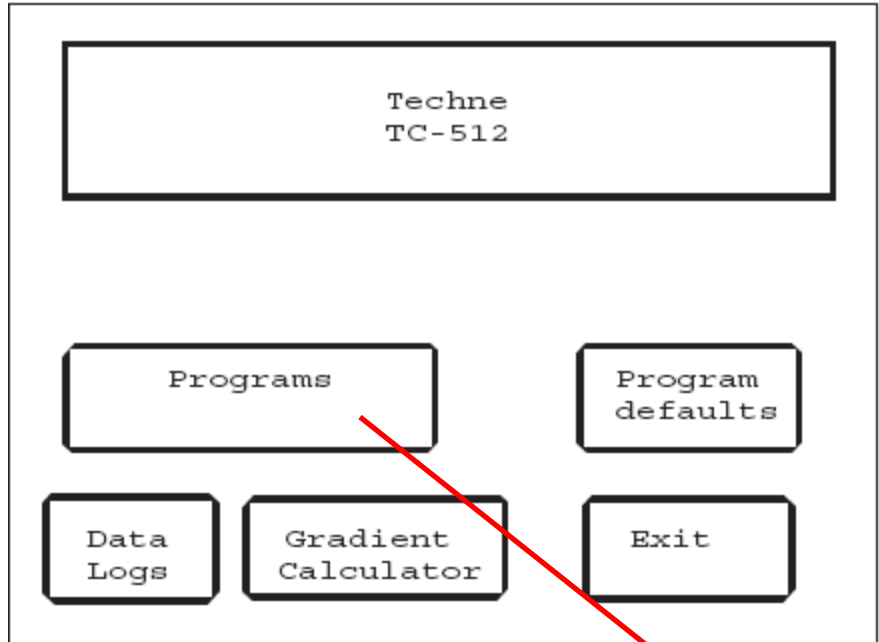 Techne
TC-512
Programs
Program
defaults
Data
Logs
Gradient
Calculator
Exit